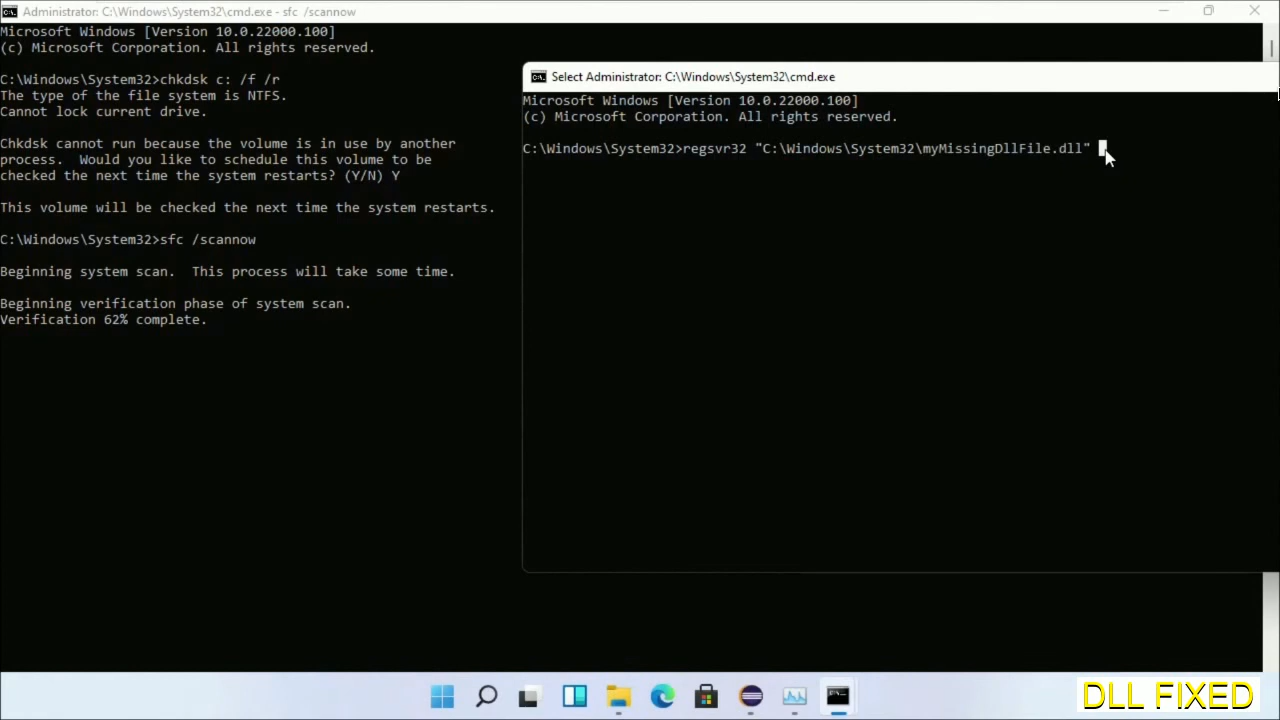 Administrator: C:\Windows\System32\cmd.exe - sfc /scannow
Microsoft Windows [Version 10.0.22000.100]
(c) Microsoft Corporation. All rights reserved.
C:\Windows\System32>chkdsk c: /f /r
The type of the file system is NTFS.
Cannot lock current drive.
Chkdsk cannot run because the volume is in use by another
process.  Would you like to schedule this volume to be
checked the next time the system restarts? (Y/N) Y
This volume will be checked the next time the system restarts.
C:\Windows\System32>sfc /scannow
Beginning system scan.  This process will take some time.
Beginning verification phase of system scan.
Verification 62% complete.
Select Administrator: C:\Windows\System32\cmd.exe
Microsoft Windows [Version 10.0.22000.100]
(c) Microsoft Corporation. All rights reserved.
C:\Windows\System32>regsvr32 "C:\Windows\System32\myMissingDllFile.dll"
DLL FIXED